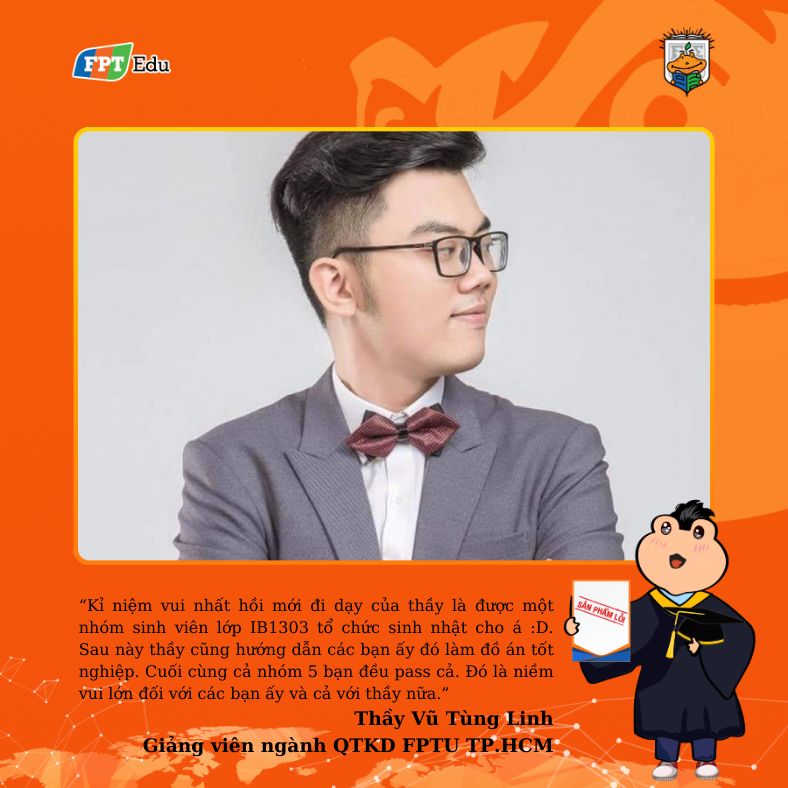 FPT Edu
SẢN PHẨM LỖI
“Kỉ niệm vui nhất hồi mới đi dạy của thầy là được một
nhóm sinh viên lớp IB1303 tổ chức sinh nhật cho á :D.
Sau này thầy cũng hướng dẫn các bạn ấy đó làm đồ án tốt
nghiệp. Cuối cùng cả nhóm 5 bạn đều pass cả. Đó là niềm
vui lớn đối với các bạn ấy và cả với thầy nữa.”
Thầy Vũ Tùng Linh
Giảng viên ngành QTKD FPTU TP.HCM